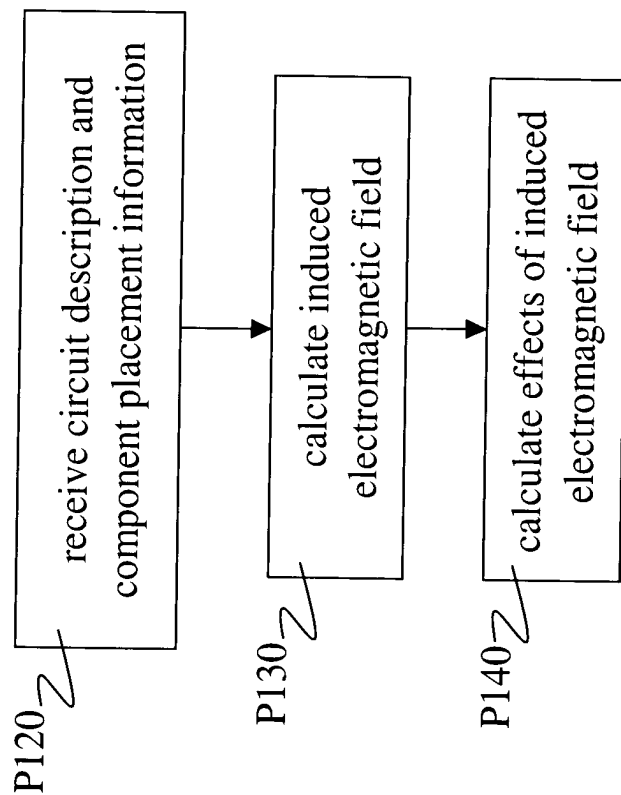 P120
receive circuit description and
component placement information
P130
calculate induced
electromagnetic field
P140
calculate effects of induced
electromagnetic field